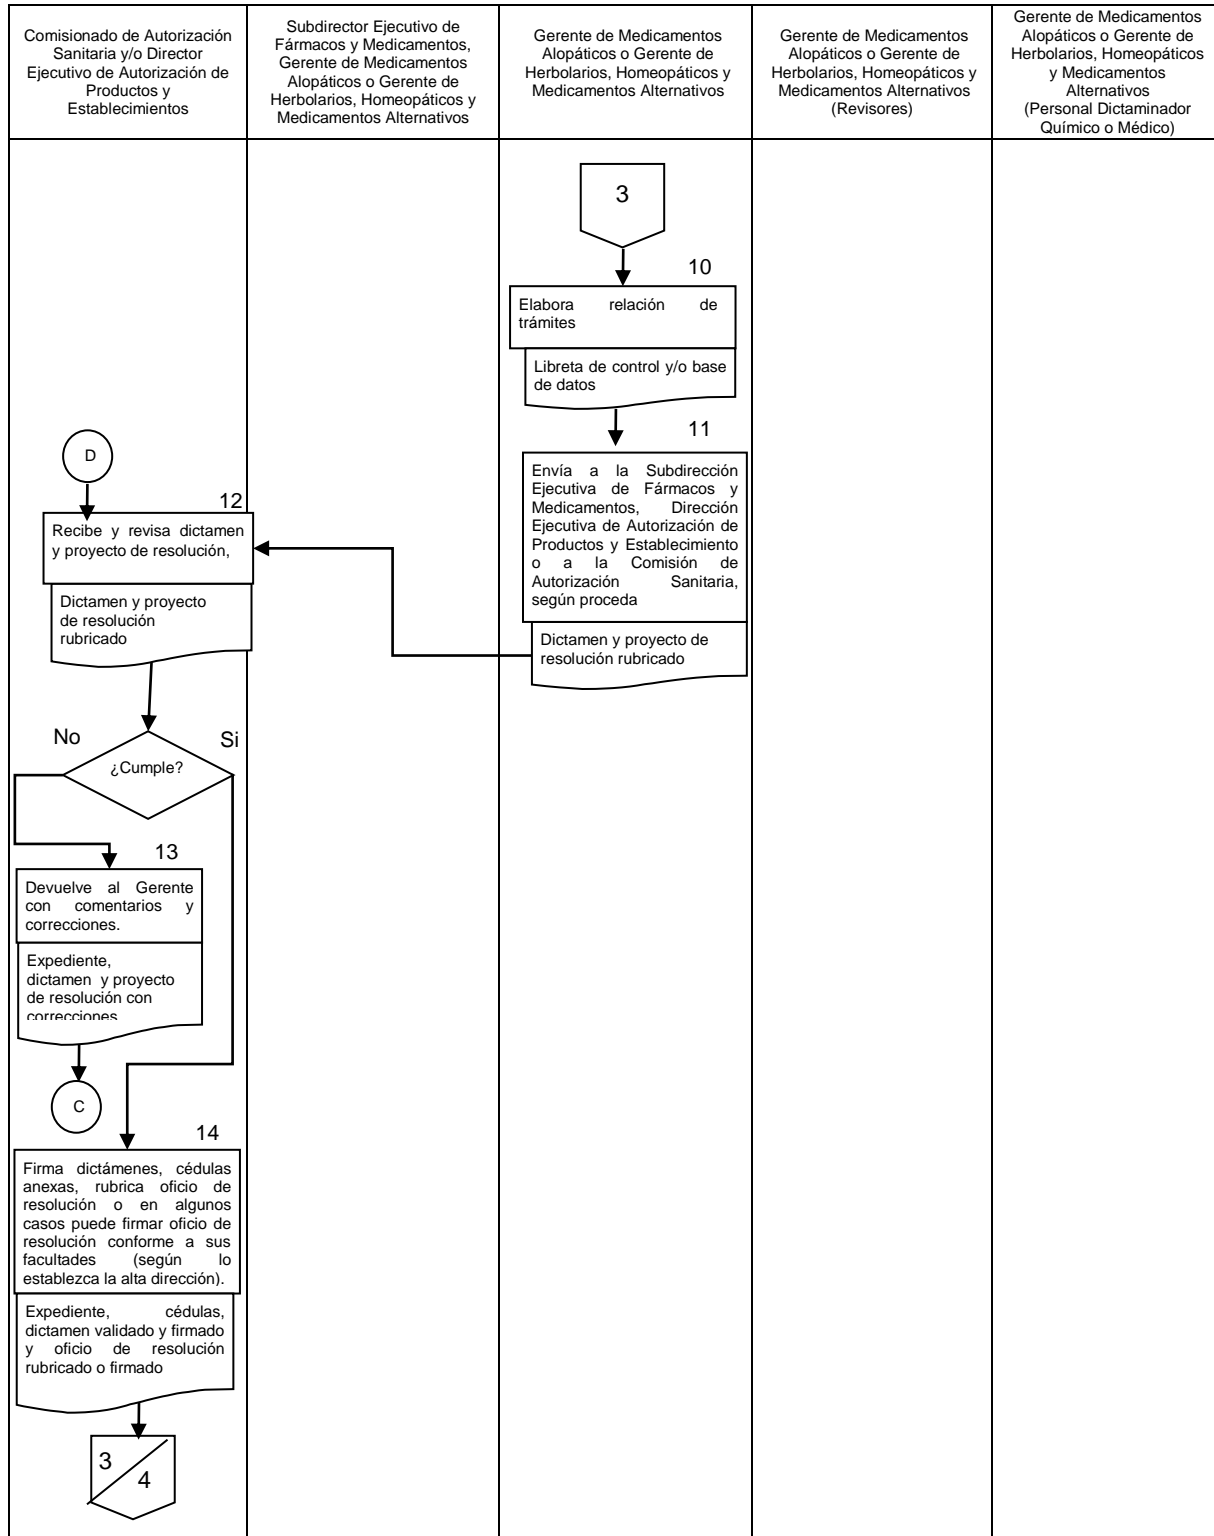 Comisionado de Autorización
Sanitaria y/o Director
Ejecutivo de Autorización de
Productos y
Establecimientos
Subdirector Ejecutivo de
Fármacos y Medicamentos,
Gerente de Medicamentos
Alopáticos o Gerente de
Herbolarios, Homeopáticos y
Medicamentos Alternativos
Gerente de Medicamentos
Alopáticos o Gerente de
Herbolarios, Homeopáticos y
Medicamentos Alternativos
Gerente de Medicamentos
Alopáticos o Gerente de
Herbolarios, Homeopáticos y
Medicamentos Alternativos
(Revisores)
Gerente de Medicamentos
Alopáticos o Gerente de
Herbolarios, Homeopáticos
y Medicamentos
Alternativos
(Personal Dictaminador
Químico o Médico)
3
10
Elabora relación de
trámites
Libreta de control y/o base
de datos
11
Envía a la Subdirección
Ejecutiva de Fármacos y
Medicamentos, Dirección
Ejecutiva de Autorización de
Productos y Establecimiento
o a la Comisión de
Autorización Sanitaria,
según proceda
Dictamen y proyecto de
resolución rubricado
D
12
Recibe y revisa dictamen
y proyecto de resolución,
Dictamen y proyecto
de resolución
rubricado
No
Si
¿Cumple?
13
Devuelve al Gerente
con comentarios y
correcciones.
Expediente,
dictamen y proyecto
de resolución con
correcciones
C
14
Firma dictámenes, cédulas
anexas, rubrica oficio de
resolución o en algunos
casos puede firmar oficio de
resolución conforme a sus
facultades (según lo
establezca la alta dirección).
Expediente, cédulas,
dictamen validado y firmado
y oficio de resolución
rubricado o firmado
3
4